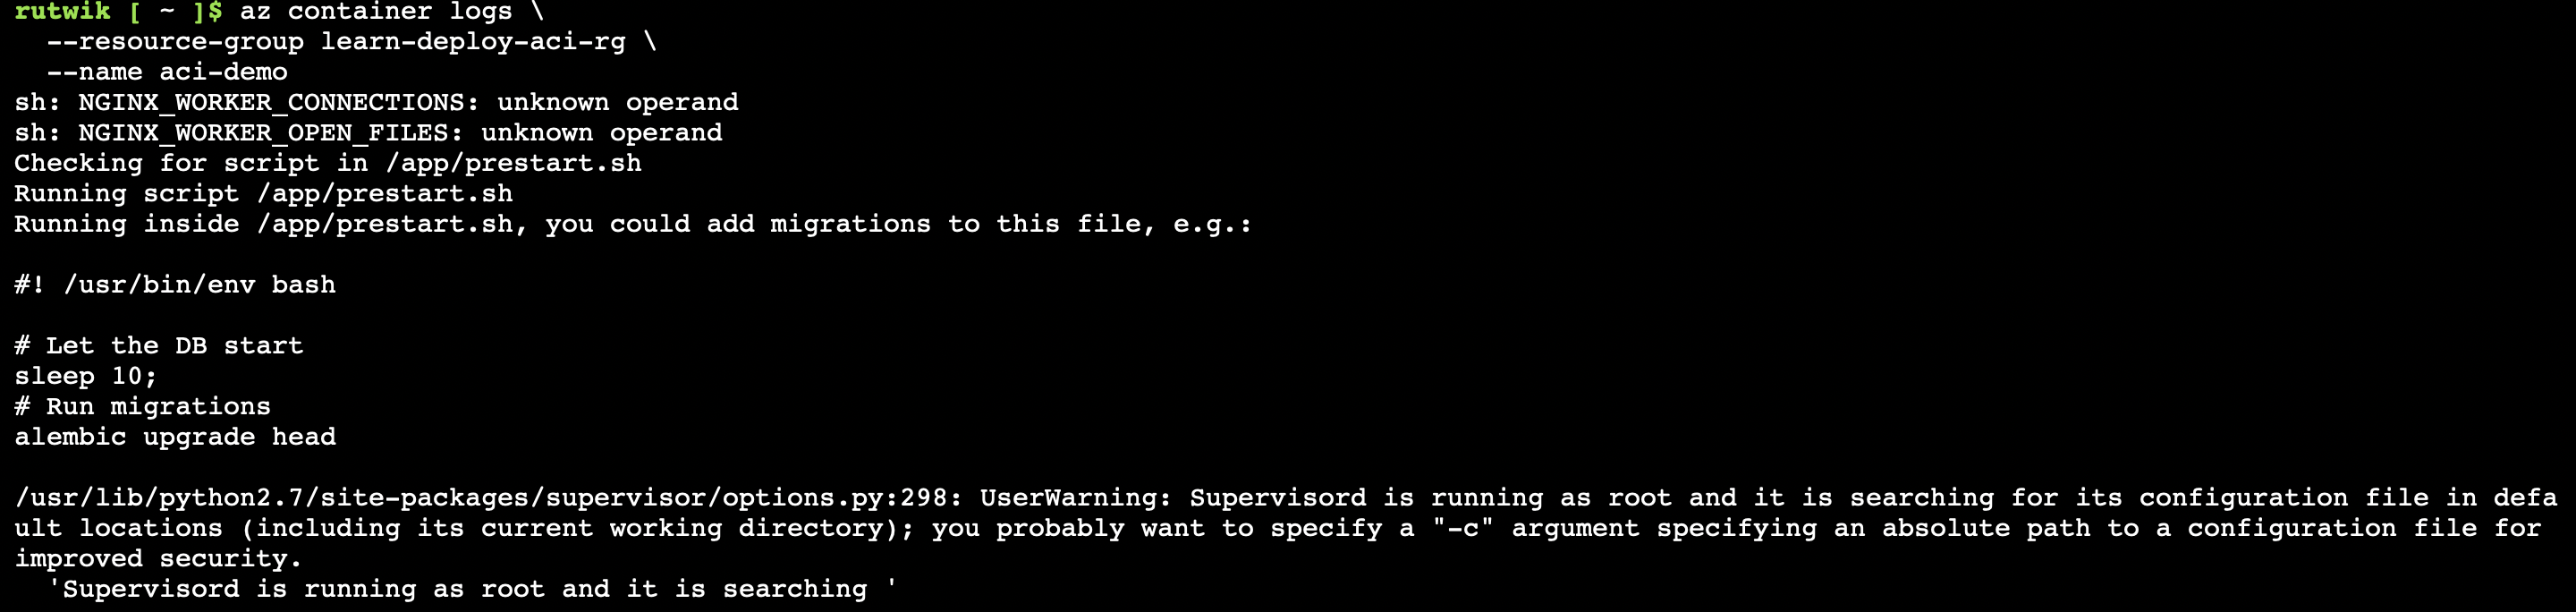 rutwik [ ~ ]$ az container logs \
  --resource-group learn-deploy-aci-rg \
  --name aci-demo
sh: NGINX_WORKER_CONNECTIONS: unknown operand
sh: NGINX_WORKER_OPEN_FILES: unknown operand
Checking for script in /app/prestart.sh
Running script /app/prestart.sh
Running inside /app/prestart.sh, you could add migrations to this file, e.g.:

#! /usr/bin/env bash

# Let the DB start
sleep 10;
# Run migrations
alembic upgrade head

/usr/lib/python2.7/site-packages/supervisor/options.py:298: UserWarning: Supervisord is running as root and it is searching for its configuration file in defa
ult locations (including its current working directory); you probably want to specify a "-c" argument specifying an absolute path to a configuration file for
improved security.
  'Supervisord is running as root and it is searching '